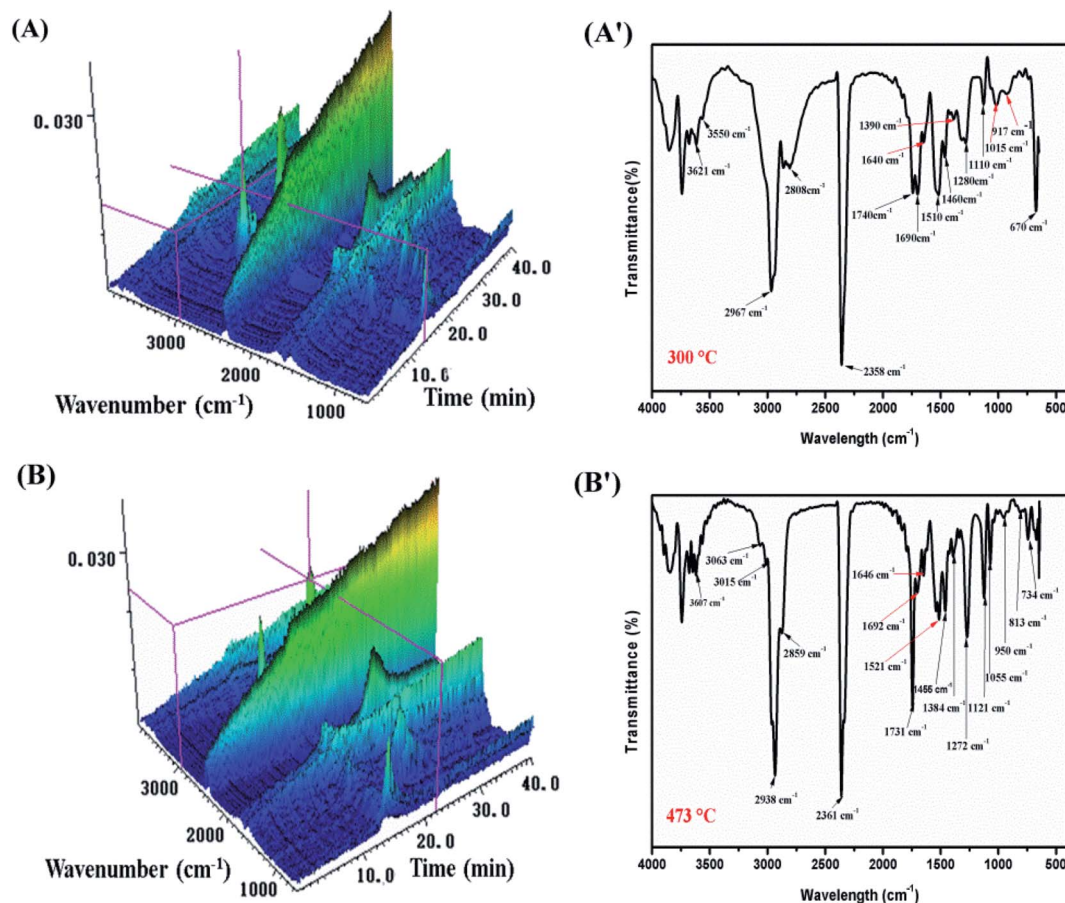 (A)
0.030
3000
2000
1000
Wavenumber (cm-1)
10.0
20.0
30.0
40.0
Time (min)
(A')
Transmittance(%)
3621 cm-1
3550 cm-1
2967 cm-1
2808cm-1
2358 cm-1
1740cm-1
1690cm-1
1640 cm-1
1510 cm-1
1460cm-1
1390 cm-1
1280cm-1
1110 cm-1
1015 cm-1
917 cm-1
670 cm-1
300 °C
4000 3500 3000 2500 2000 1500 1000 500
Wavelength (cm-1)
(B)
0.030
3000
2000
1000
Wavenumber (cm-1)
10.0
20.0
30.0
40.0
Time (min)
(B')
Transmittance (%)
3607 cm-1
3063 cm-1
3015 cm-1
2938 cm-1
2859 cm-1
2361 cm-1
1731 cm-1
1692 cm-1
1646 cm-1
1521 cm-1
1455 cm-1
1384 cm-1
1272 cm-1
1121 cm-1
1055 cm-1
950 cm-1
813 cm-1
734 cm-1
473 °C
4000 3500 3000 2500 2000 1500 1000 500
Wavelength (cm-1)